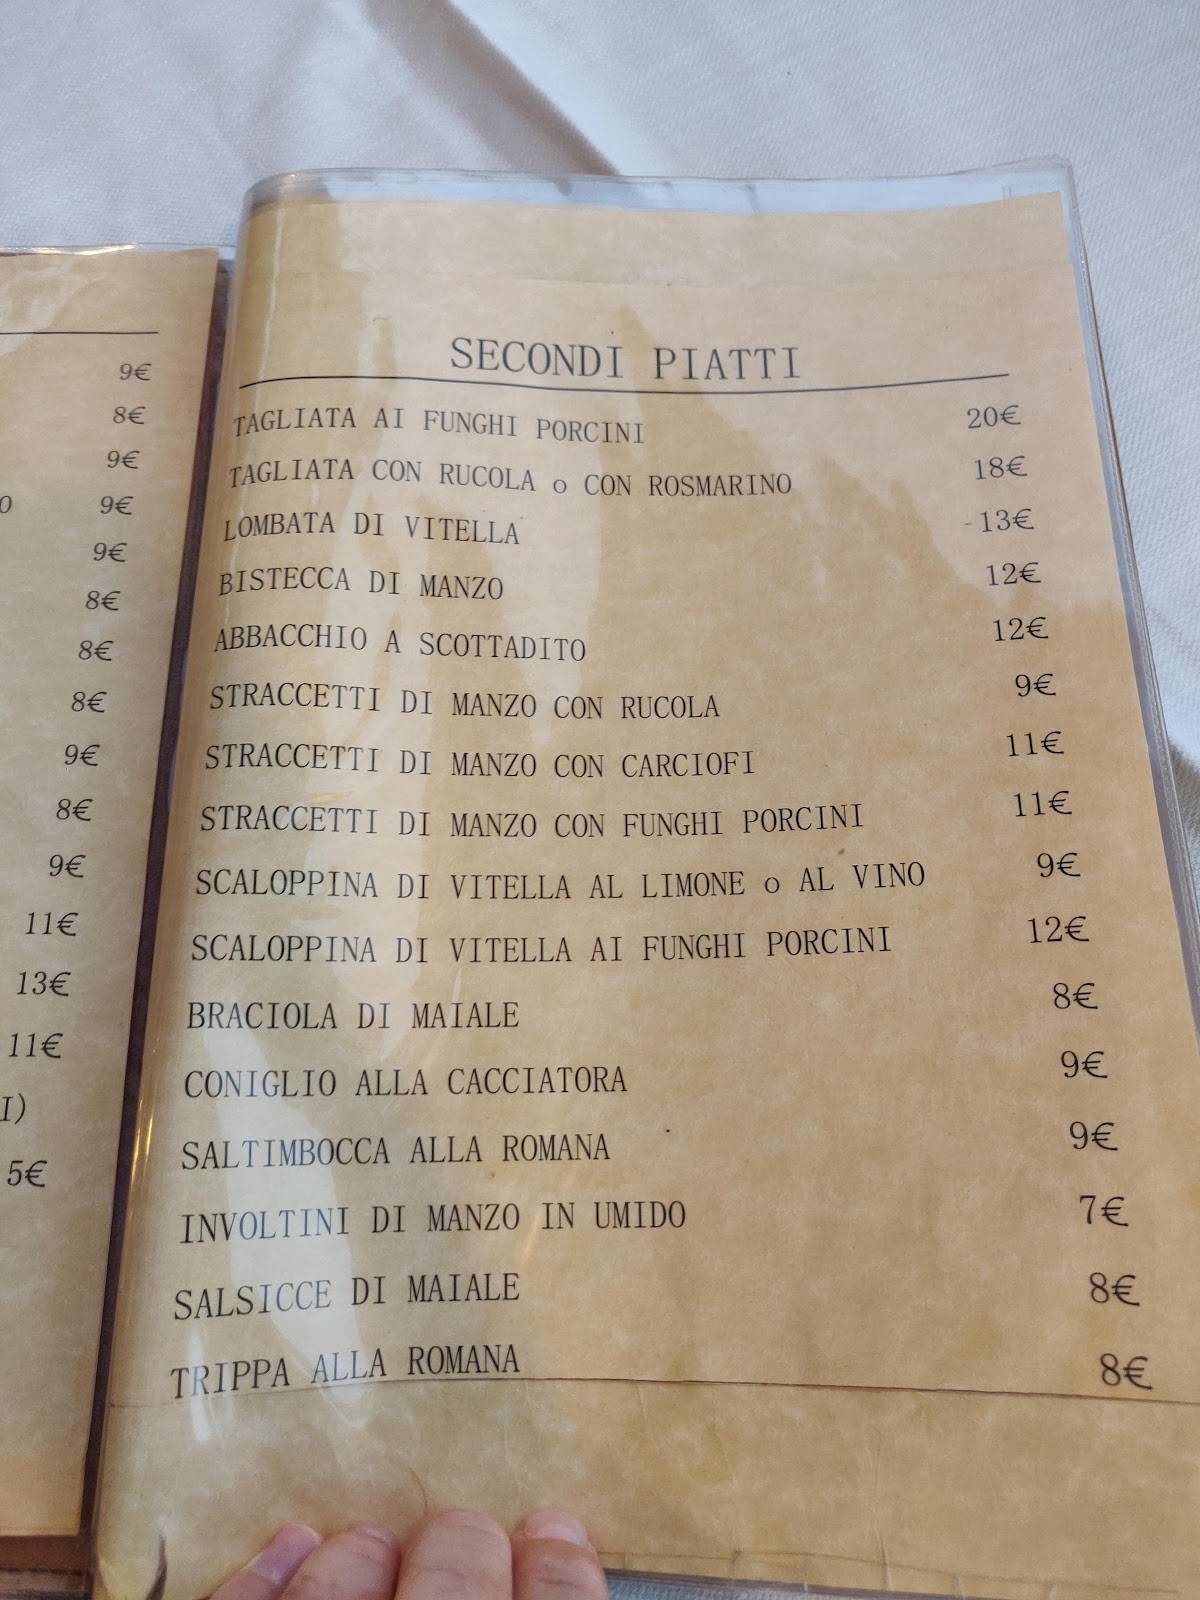 9€
8€
9€
9€
9€
8€
8€
8€
9€
8€
9€
11€
13€
11€
5€
SECONDI PIATTI
TAGLIATA AI FUNGHI PORCINI 20€
TAGLIATA CON RUCOLA o CON ROSMARINO 18€
LOMBATA DI VITELLA 13€
BISTECCA DI MANZO 12€
ABBACCHIO A SCOTTADITO 12€
STRACCETTI DI MANZO CON RUCOLA 9€
STRACCETTI DI MANZO CON CARCIOFI 11€
STRACCETTI DI MANZO CON FUNGHI PORCINI 11€
SCALOPPINA DI VITELLA AL LIMONE o AL VINO 9€
SCALOPPINA DI VITELLA AI FUNGHI PORCINI 12€
BRACIOLA DI MAIALE 8€
CONIGLIO ALLA CACCIATORA 9€
SALTIMBOCCA ALLA ROMANA 9€
INVOLTINI DI MANZO IN UMIDO 7€
SALSICCE DI MAIALE 8€
TRIPPA ALLA ROMANA 8€